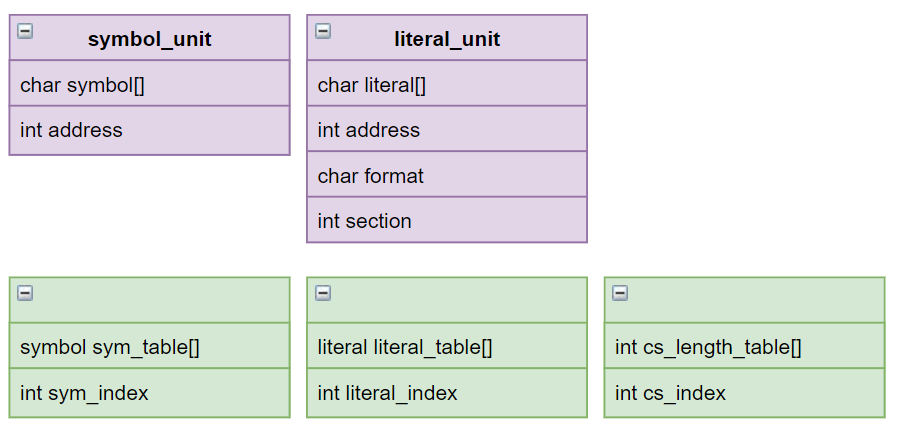 symbol_unit
char symbol[]
int address
literal_unit
char literal[]
int address
char format
int section
symbol sym_table[]
int sym_index
literal literal_table[]
int literal_index
int cs_length_table[]
int cs_index